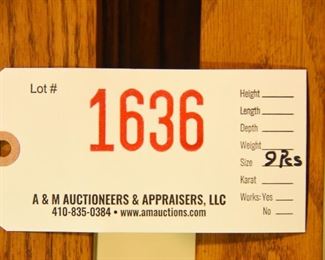 Lot #
1636
Height
Length
Depth
Weight
Size 9 Pcs
Karat
Works: Yes
No
A & M AUCTIONEERS & APPRAISERS, LLC
410-835-0384 • www.amauctions.com